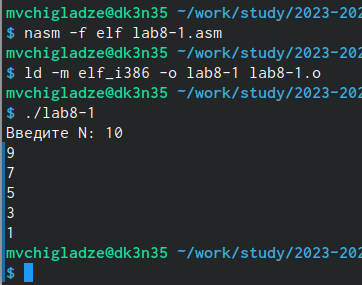 mvchigladze@dk3n35 ~/work/study/2023-202
$ nasm -f elf lab8-1.asm
mvchigladze@dk3n35 ~/work/study/2023-202
$ ld -m elf_i386 -o lab8-1 lab8-1.o
mvchigladze@dk3n35 ~/work/study/2023-202
$ ./lab8-1
Введите N: 10
9
7
5
3
1
mvchigladze@dk3n35 ~/work/study/2023-202
$